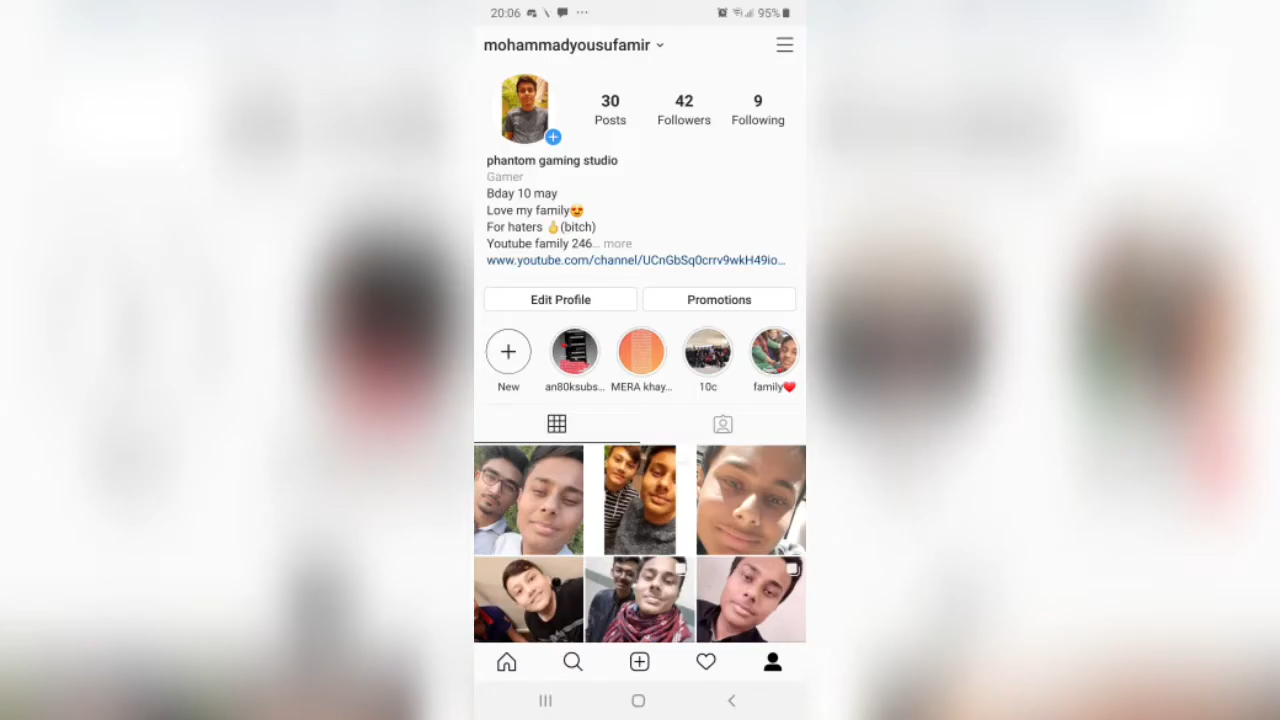 20:06 95%
mohammadyousufamir
30 42 9
Posts Followers Following
phantom gaming studio
Gamer
Bday 10 may
Love my family😍
For haters 🖕(bitch)
Youtube family 246... more
www.youtube.com/channel/UCnGbSq0crrv9wkH49io...
Edit Profile Promotions
New an80ksubs... MERA khay... 10c family❤️